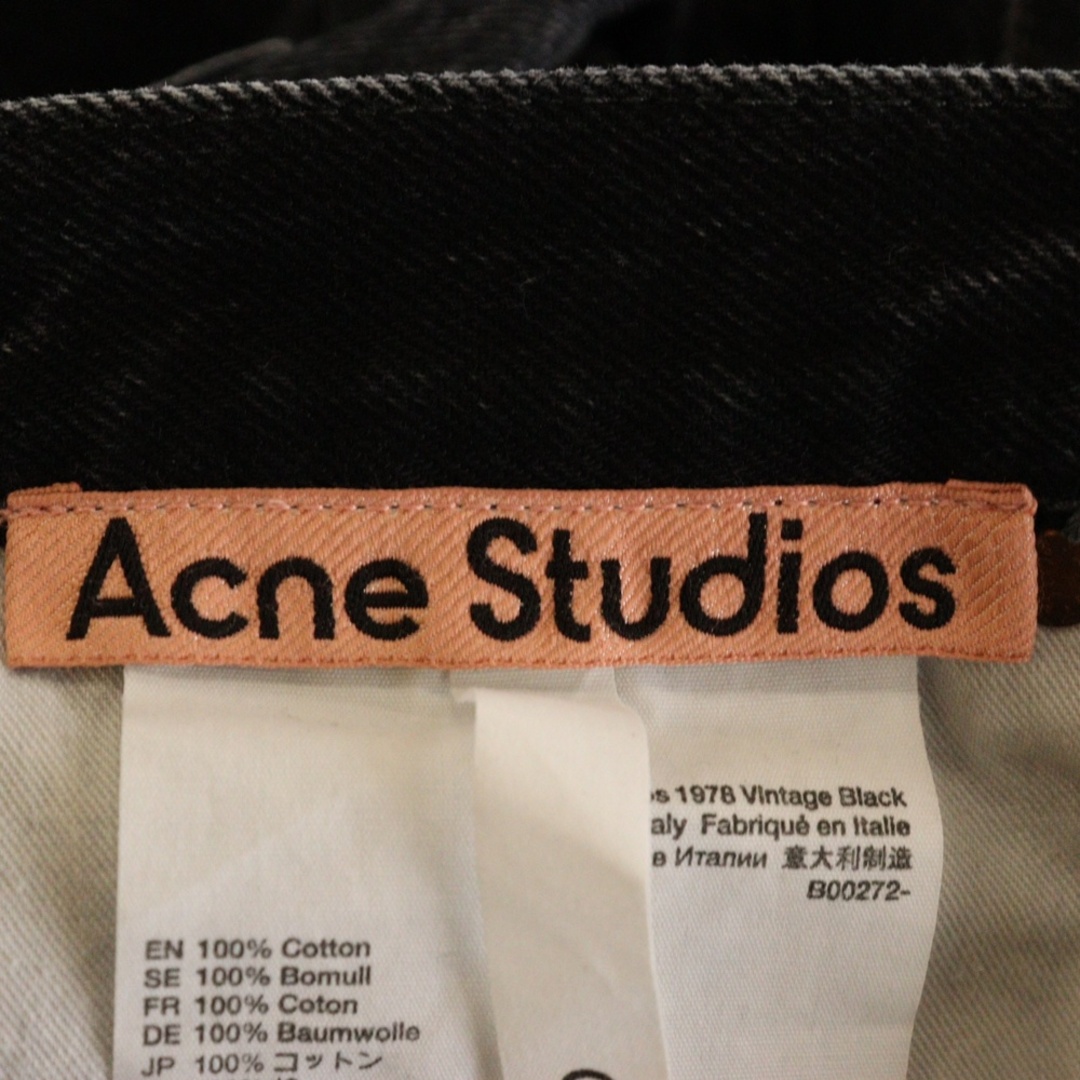 Acne Studios
1978 Vintage Black
Fabriqué en Italie
Италии 意大利制造
B00272-
EN 100% Cotton
SE 100% Bomull
FR 100% Coton
DE 100% Baumwolle
JP 100% コットン